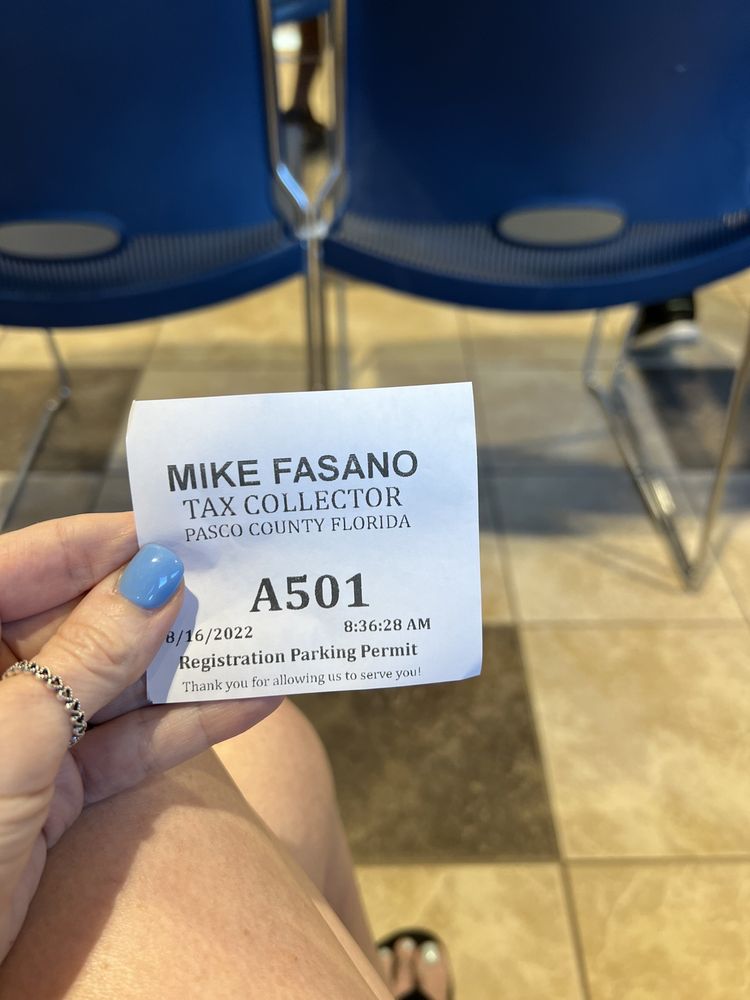 MIKE FASANO
TAX COLLECTOR
PASCO COUNTY FLORIDA
A501
8/16/2022 8:36:28 AM
Registration Parking Permit
Thank you for allowing us to serve you!